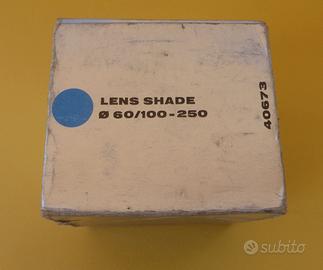 LENS SHADE
Ø 60/100-250
40673
subito